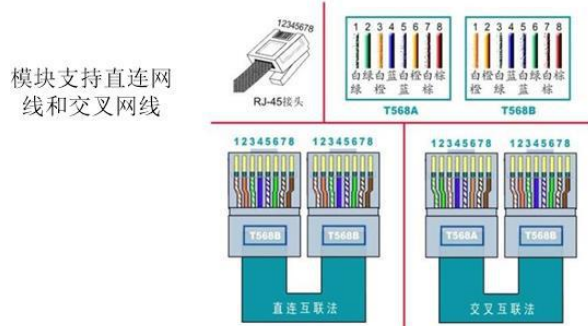 模块支持直连网
线和交叉网线
12345678
RJ-45接头
1 2 3 4 5 6 7 8
白绿白蓝白橙白棕
绿 橙 蓝 棕
T568A
1 2 3 4 5 6 7 8
白橙白蓝白绿白棕
橙 绿 蓝 棕
T568B
12345678
12345678
T568B
T568B
直连互联法
12345678
12345678
T568A
T568B
交叉互联法